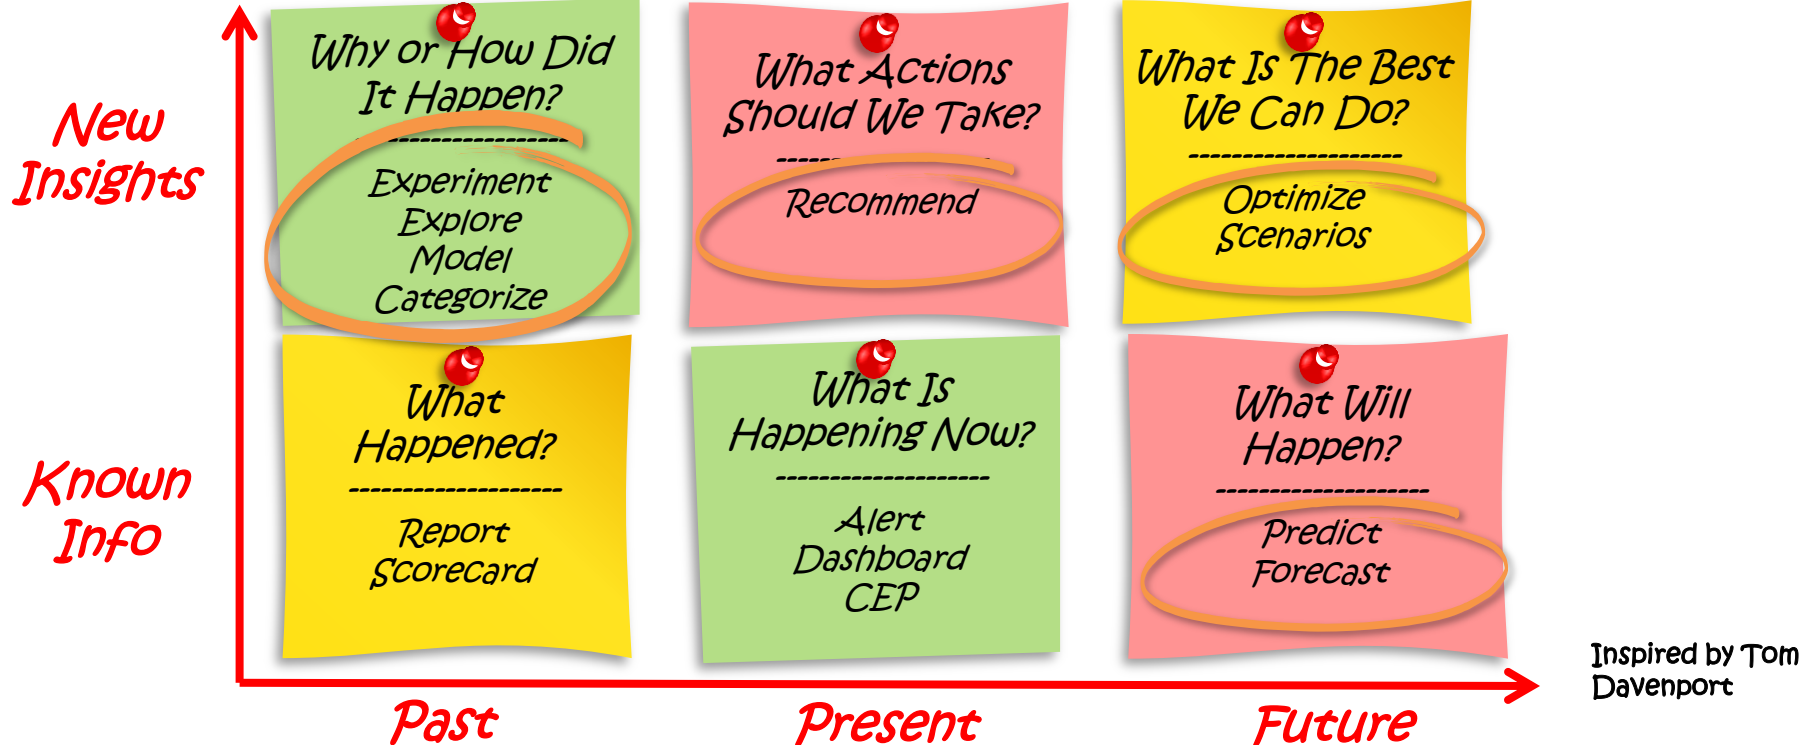 New
Insights
Why or How Did
It Happen?
--------------------
Experiment
Explore
Model
Categorize
What Actions
Should We Take?
--------------------
Recommend
What Is The Best
We Can Do?
--------------------
Optimize
Scenarios
Known
Info
What
Happened?
--------------------
Report
Scorecard
What Is
Happening Now?
--------------------
Alert
Dashboard
CEP
What Will
Happen?
--------------------
Predict
Forecast
Past
Present
Future
Inspired by Tom
Davenport